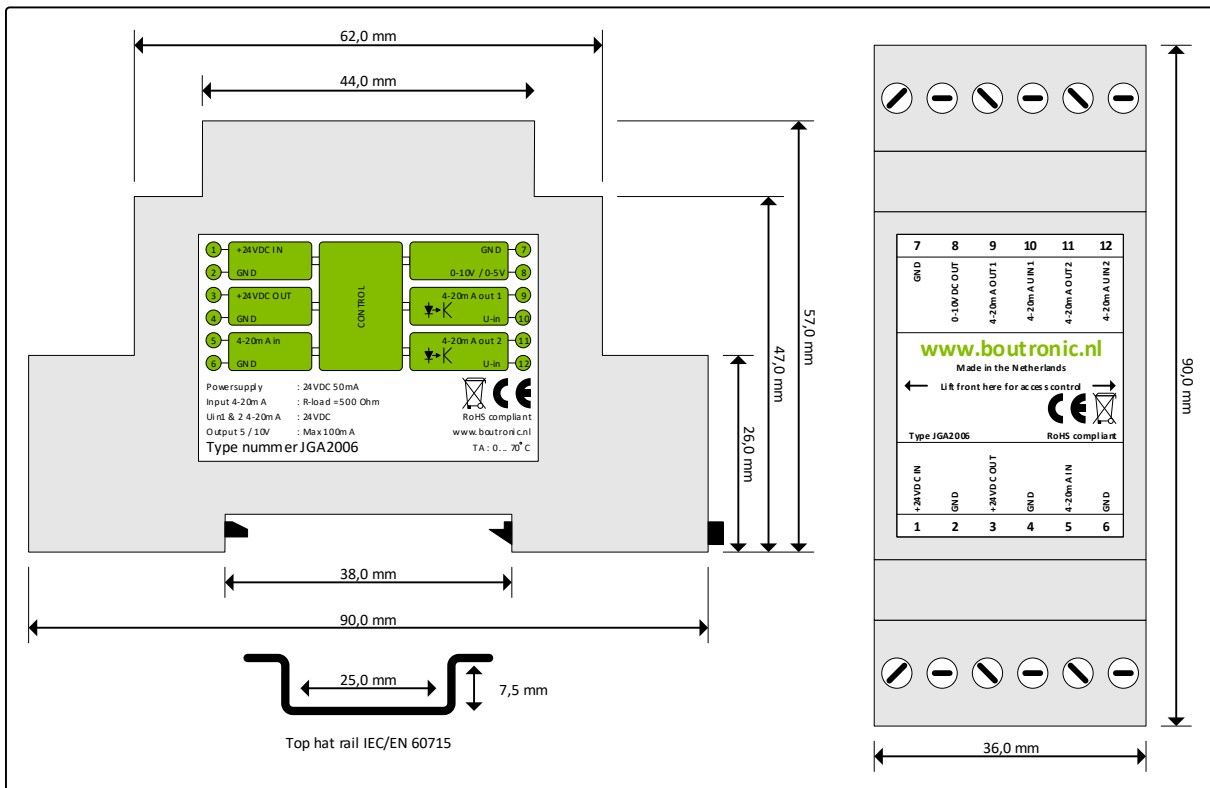 62,0 mm
44,0 mm
57,0 mm
47,0 mm
26,0 mm
1 +24VDC IN
2 GND
3 +24VDC OUT
4 GND
5 4-20mA in
6 GND
CONTROL
GND 7
0-10V / 0-5V 8
4-20mA out 1 9
U-in 10
4-20mA out 2 11
U-in 12
Powersupply : 24VDC 50mA
Input 4-20mA : R-load = 500 Ohm
Uin1 & 2 4-20mA : 24VDC
Output 5 / 10V : Max 100mA
Type nummer JGA2006
CE
RoHS compliant
www.boutronic.nl
TA : 0... 70°C
38,0 mm
90,0 mm
25,0 mm
7,5 mm
Top hat rail IEC/EN 60715
7 8 9 10 11 12
GND
0-10VDC OUT
4-20mA OUT1
4-20mA UIN1
4-20mA OUT2
4-20mA UIN2
www.boutronic.nl
Made in the Netherlands
Lift front here for access control
CE
Type JGA2006 RoHS compliant
+24VDC IN
GND
+24VDC OUT
GND
4-20mA IN
GND
1 2 3 4 5 6
90,0 mm
36,0 mm